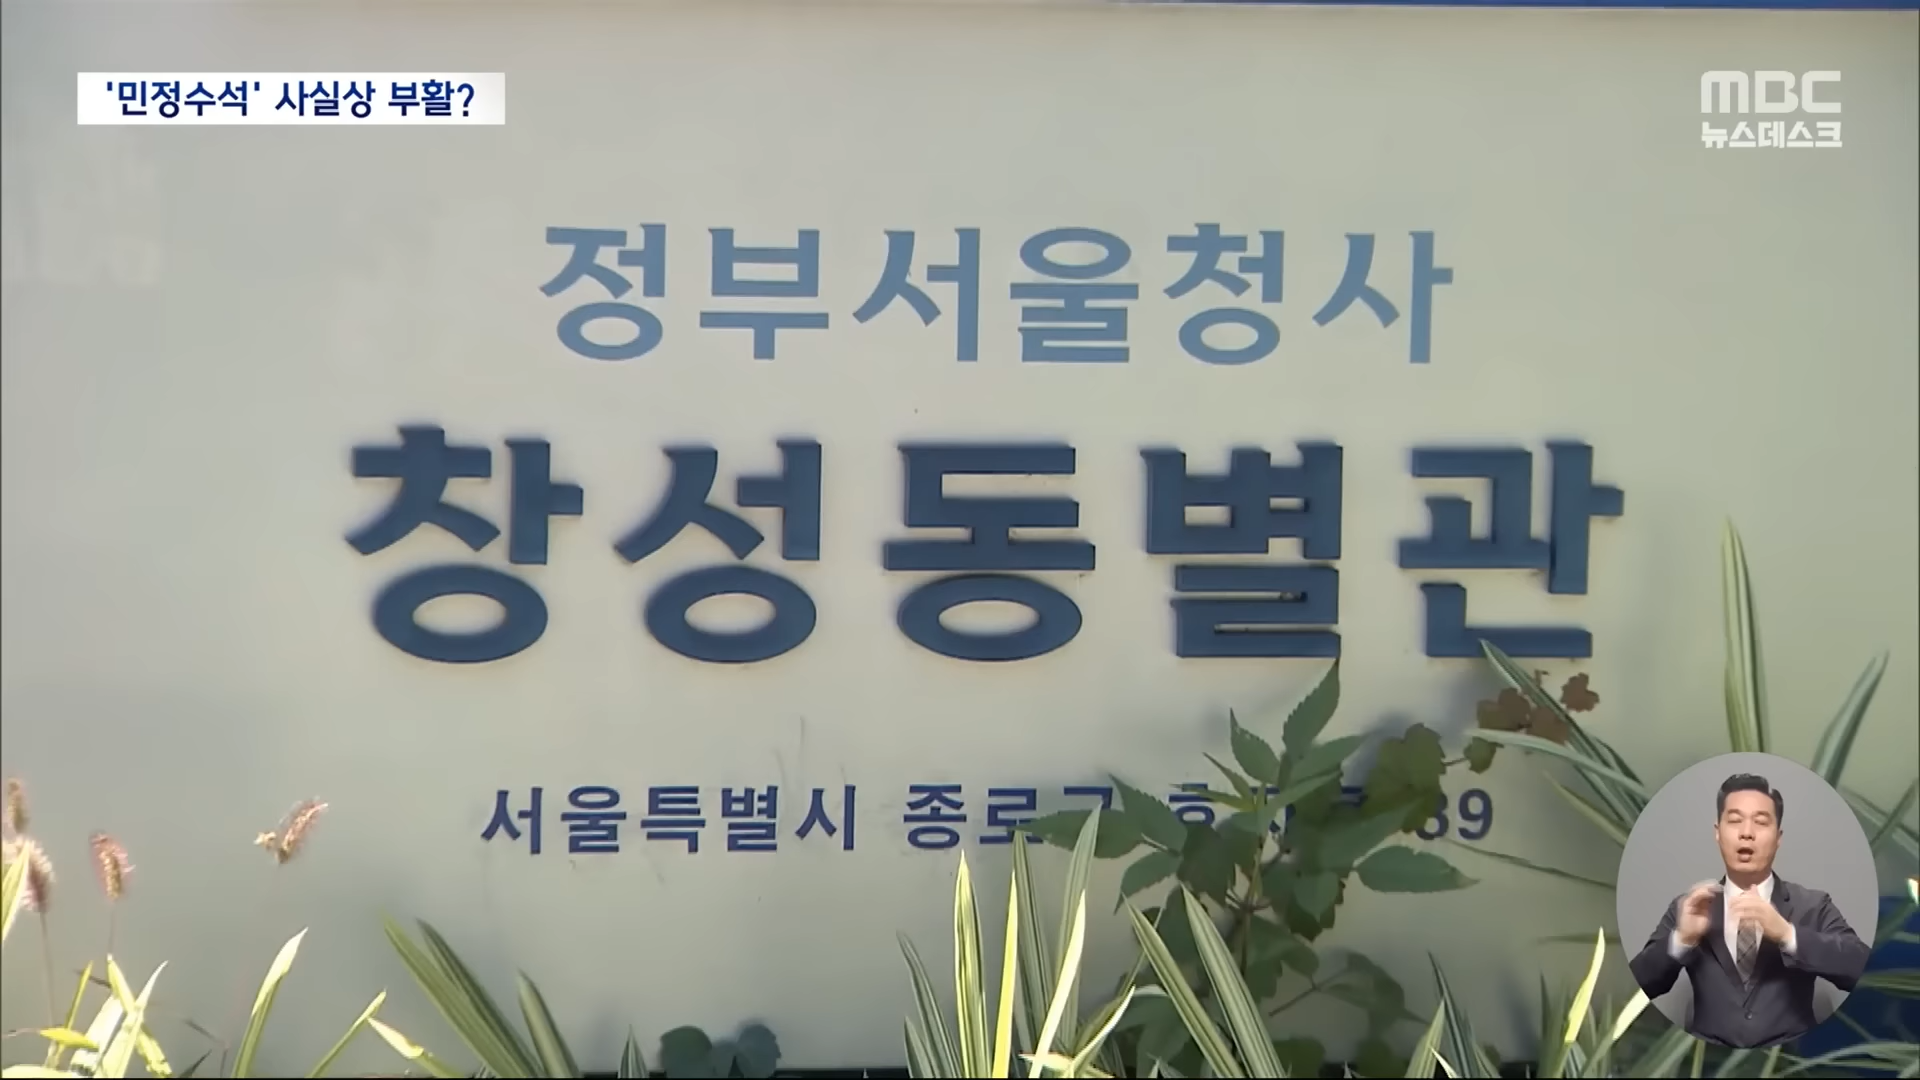 '민정수석' 사실상 부활?
MBC
뉴스데스크
정부서울청사
창성동별관
서울특별시 종로구 39